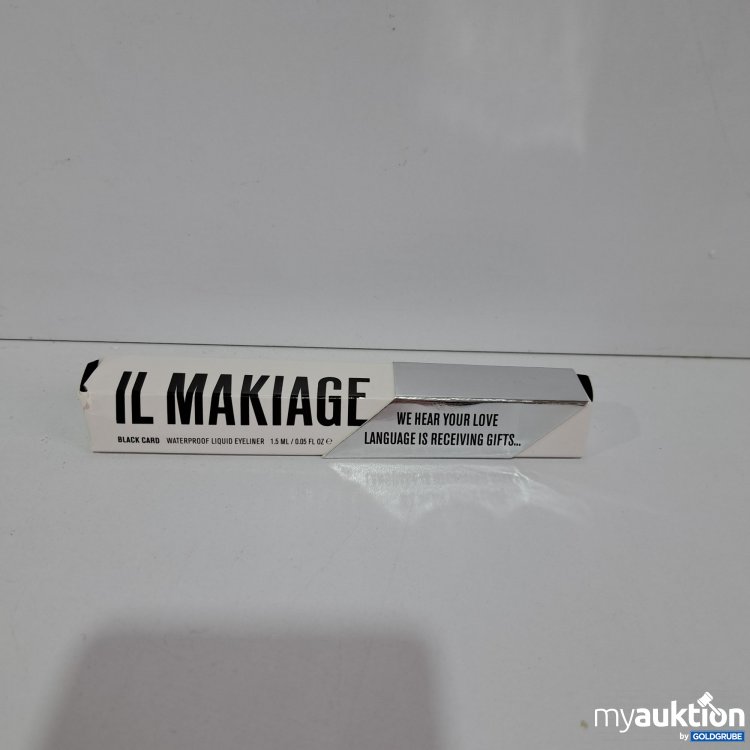 IL MAKIAGE
BLACK CARD WATERPROOF LIQUID EYELINER 1.5 ML / 0.05 FL OZ ℮
WE HEAR YOUR LOVE
LANGUAGE IS RECEIVING GIFTS...
myauktion
by GOLDGRUBE